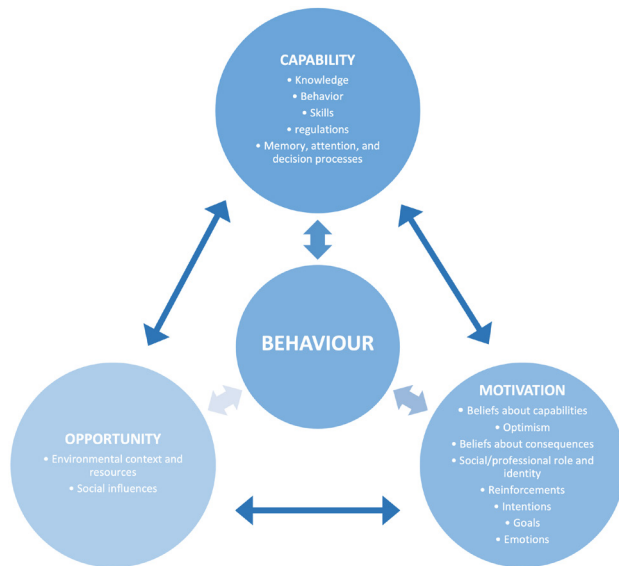 CAPABILITY
• Knowledge
• Behavior
• Skills
• regulations
• Memory, attention, and
decision processes
BEHAVIOUR
OPPORTUNITY
• Environmental context and
resources
• Social influences
MOTIVATION
• Beliefs about capabilities
• Optimism
• Beliefs about consequences
• Social/professional role and
identity
• Reinforcements
• Intentions
• Goals
• Emotions